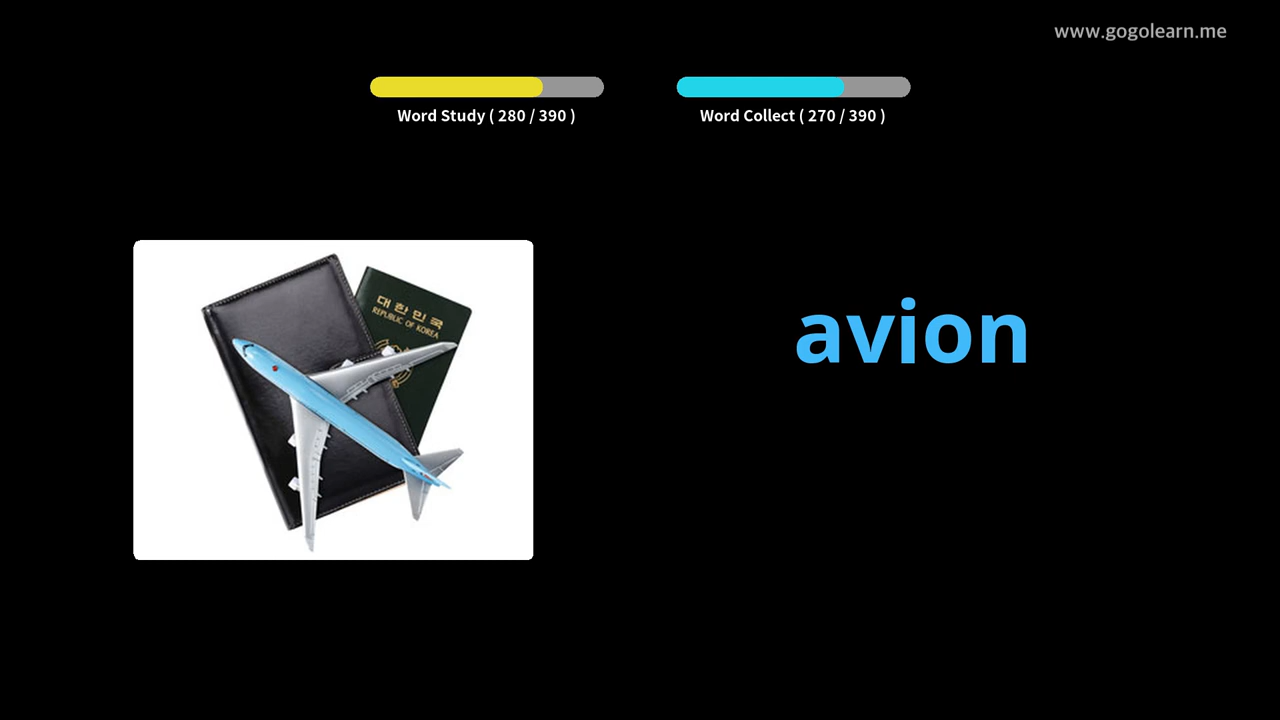 www.gogolearn.me
Word Study ( 280 / 390 )
Word Collect ( 270 / 390 )
대한민국
REPUBLIC OF KOREA
avion